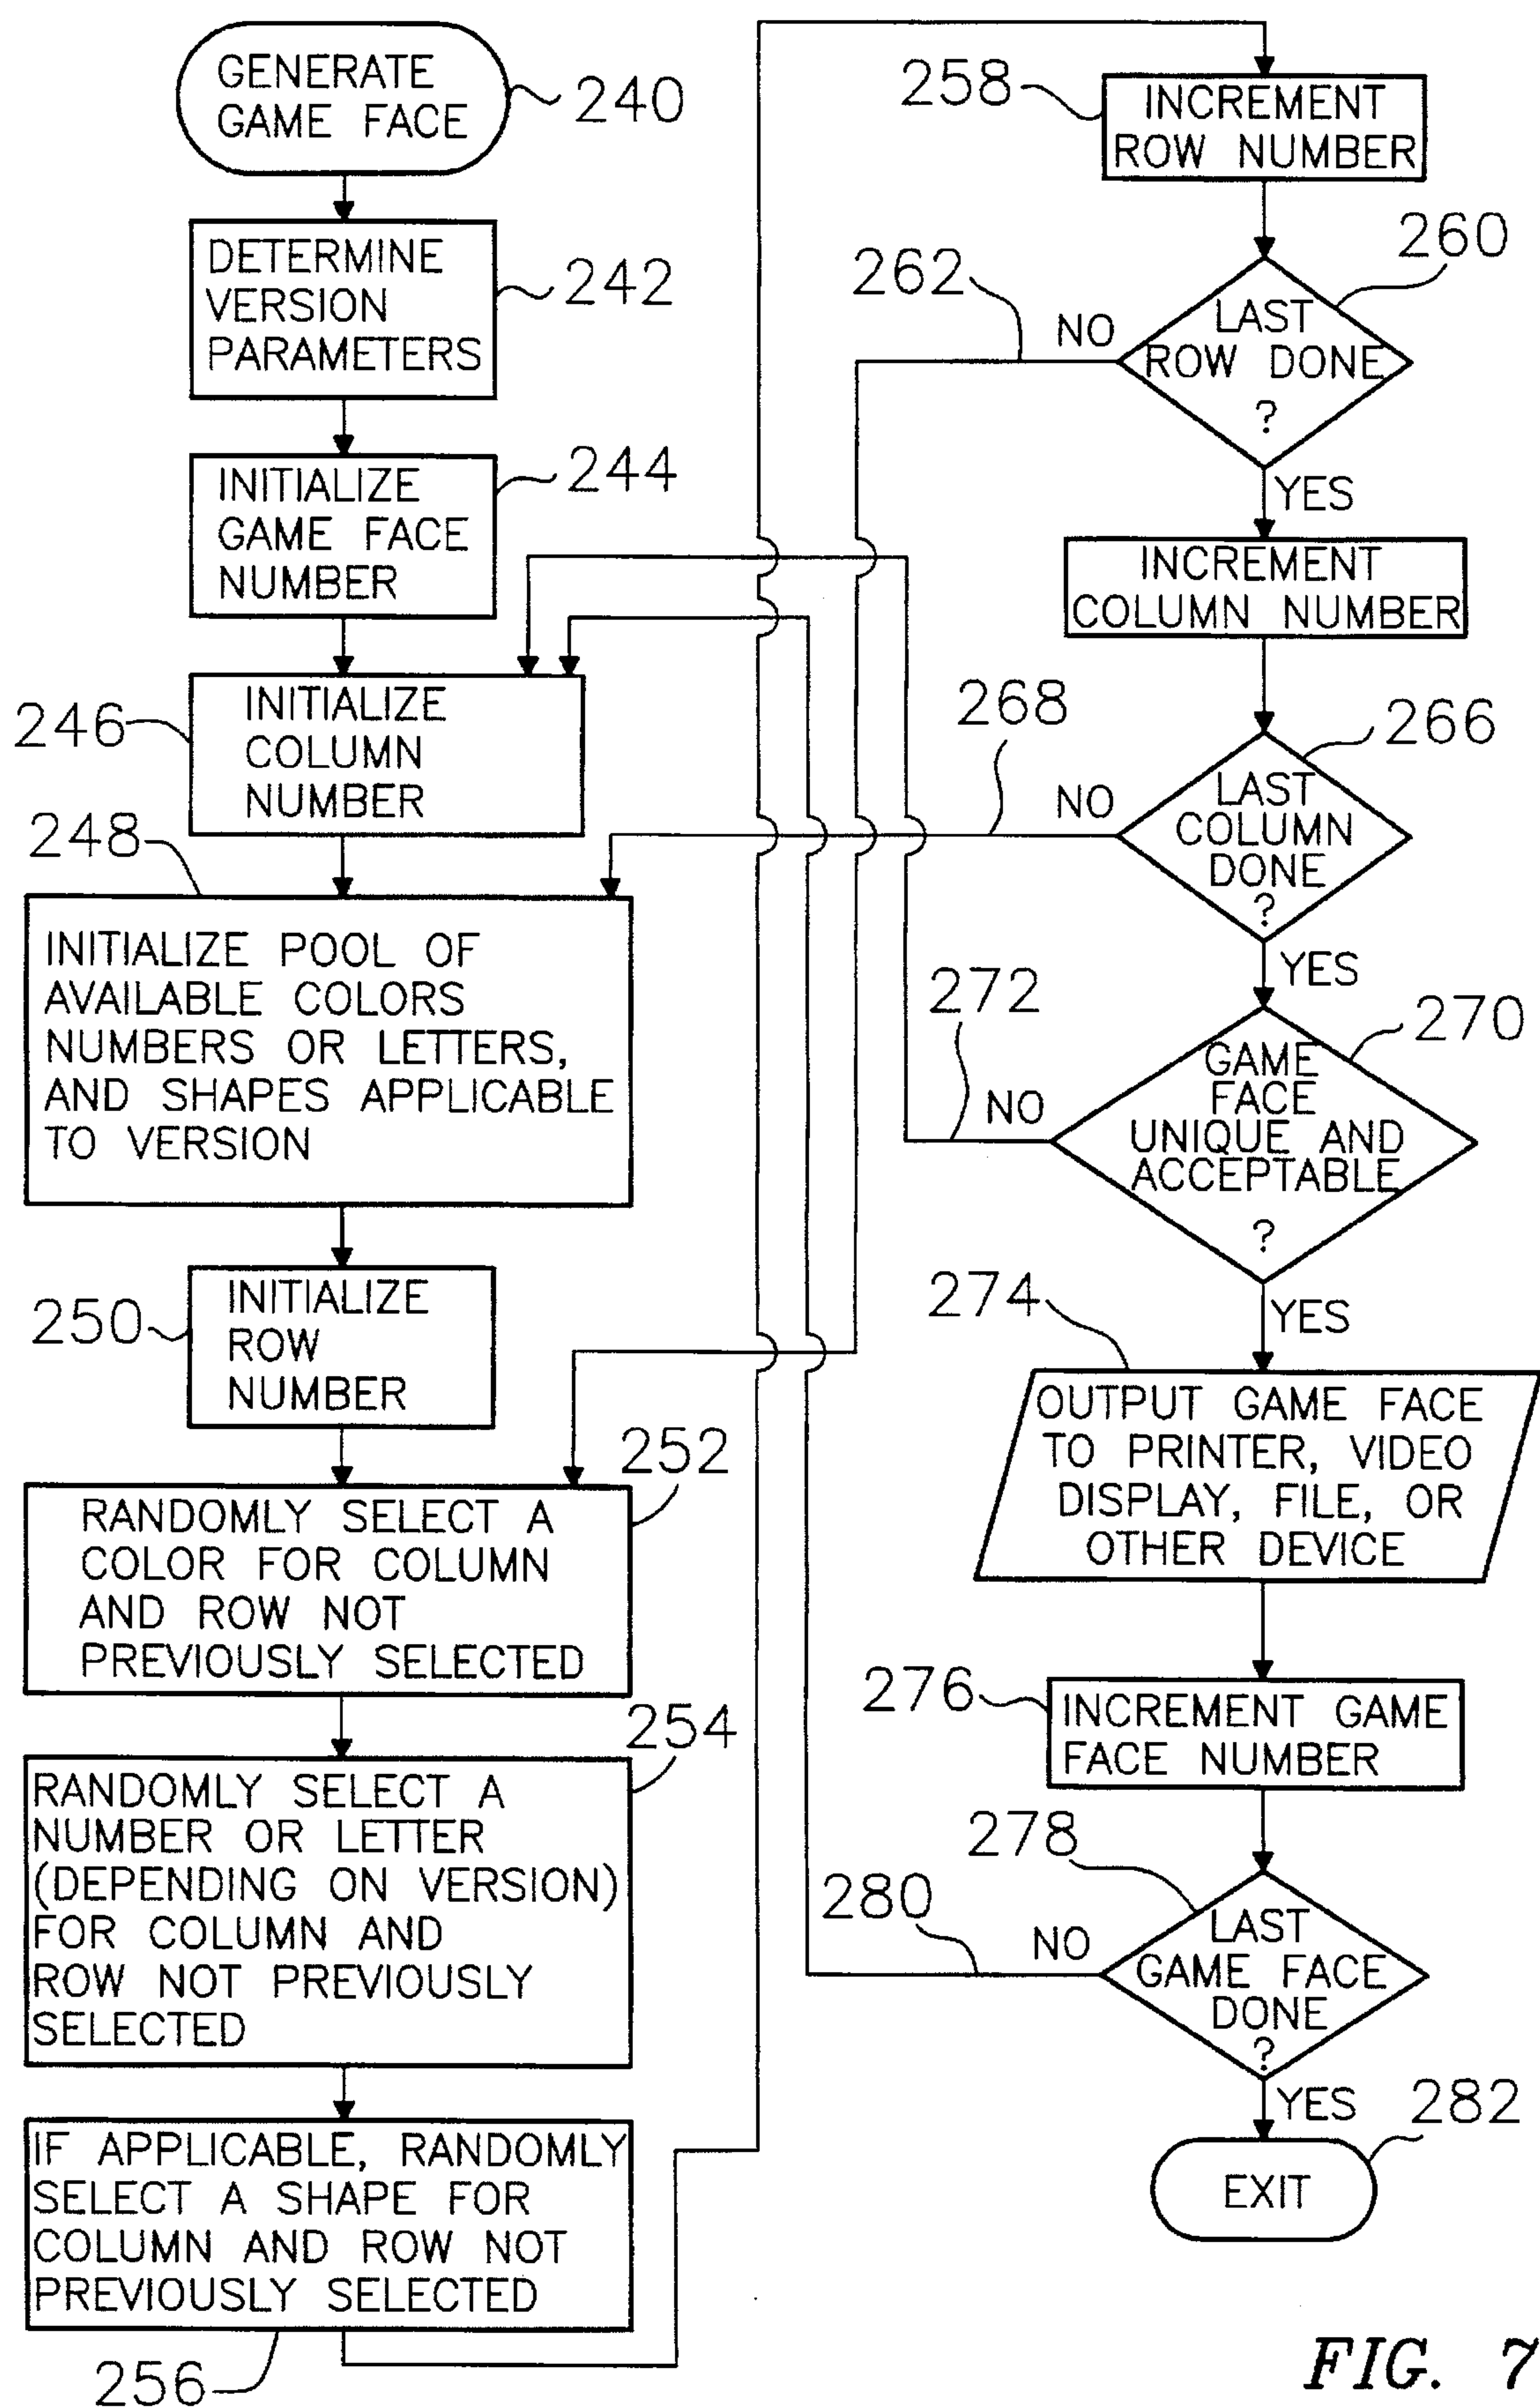 GENERATE
GAME FACE
240
DETERMINE
VERSION
PARAMETERS
242
INITIALIZE
GAME FACE
NUMBER
244
INITIALIZE
COLUMN
NUMBER
246
248
INITIALIZE POOL OF
AVAILABLE COLORS
NUMBERS OR LETTERS,
AND SHAPES APPLICABLE
TO VERSION
INITIALIZE
ROW
NUMBER
250
252
RANDOMLY SELECT A
COLOR FOR COLUMN
AND ROW NOT
PREVIOUSLY SELECTED
254
RANDOMLY SELECT A
NUMBER OR LETTER
(DEPENDING ON VERSION)
FOR COLUMN AND
ROW NOT PREVIOUSLY
SELECTED
IF APPLICABLE, RANDOMLY
SELECT A SHAPE FOR
COLUMN AND ROW NOT
PREVIOUSLY SELECTED
256
258
INCREMENT
ROW NUMBER
260
262
NO
LAST
ROW DONE
?
YES
INCREMENT
COLUMN NUMBER
266
268
NO
LAST
COLUMN
DONE
?
YES
270
272
NO
GAME
FACE
UNIQUE AND
ACCEPTABLE
?
YES
274
OUTPUT GAME FACE
TO PRINTER, VIDEO
DISPLAY, FILE, OR
OTHER DEVICE
276
INCREMENT GAME
FACE NUMBER
278
280
NO
LAST
GAME FACE
DONE
?
YES
282
EXIT
FIG. 7